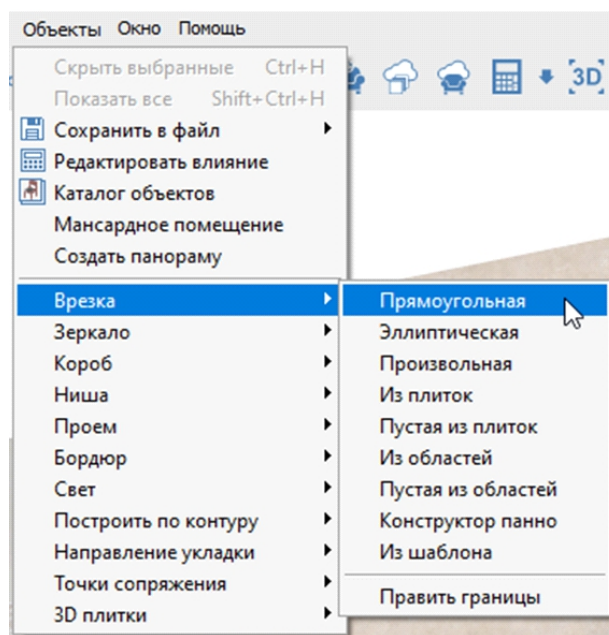 Объекты Окно Помощь
Скрыть выбранные Ctrl+H
Показать все Shift+Ctrl+H
3D
Сохранить в файл
Редактировать влияние
Каталог объектов
Мансардное помещение
Создать панораму
Врезка
Зеркало
Короб
Ниша
Проем
Бордюр
Свет
Построить по контуру
Направление укладки
Точки сопряжения
3D плитки
Прямоугольная
Эллиптическая
Произвольная
Из плиток
Пустая из плиток
Из областей
Пустая из областей
Конструктор панно
Из шаблона
Править границы